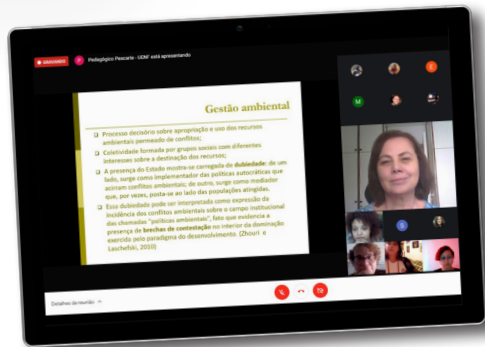 GRAVANDO
P
Pedagógico Pescarte - UENF está apresentando
Gestão ambiental
Processo decisório sobre apropriação e uso dos recursos
ambientais permeado de conflitos;
Coletividade formada por grupos sociais com diferentes
interesses sobre a destinação dos recursos;
A presença do Estado mostra-se carregada de dubiedade: de um
lado, surge como implementador das políticas autocráticas que
acirram conflitos ambientais; de outro, surge como mediador
que, por vezes, posta-se ao lado das populações atingidas.
Essa dubiedade pode ser interpretada como expressão da
incidência dos conflitos ambientais sobre o campo institucional
das chamadas "políticas ambientais", fato que evidencia a
presença de brechas de contestação no interior da dominação
exercida pelo paradigma do desenvolvimento. (Zhouri e
Laschefski, 2010)
E
M
S
Detalhes da reunião